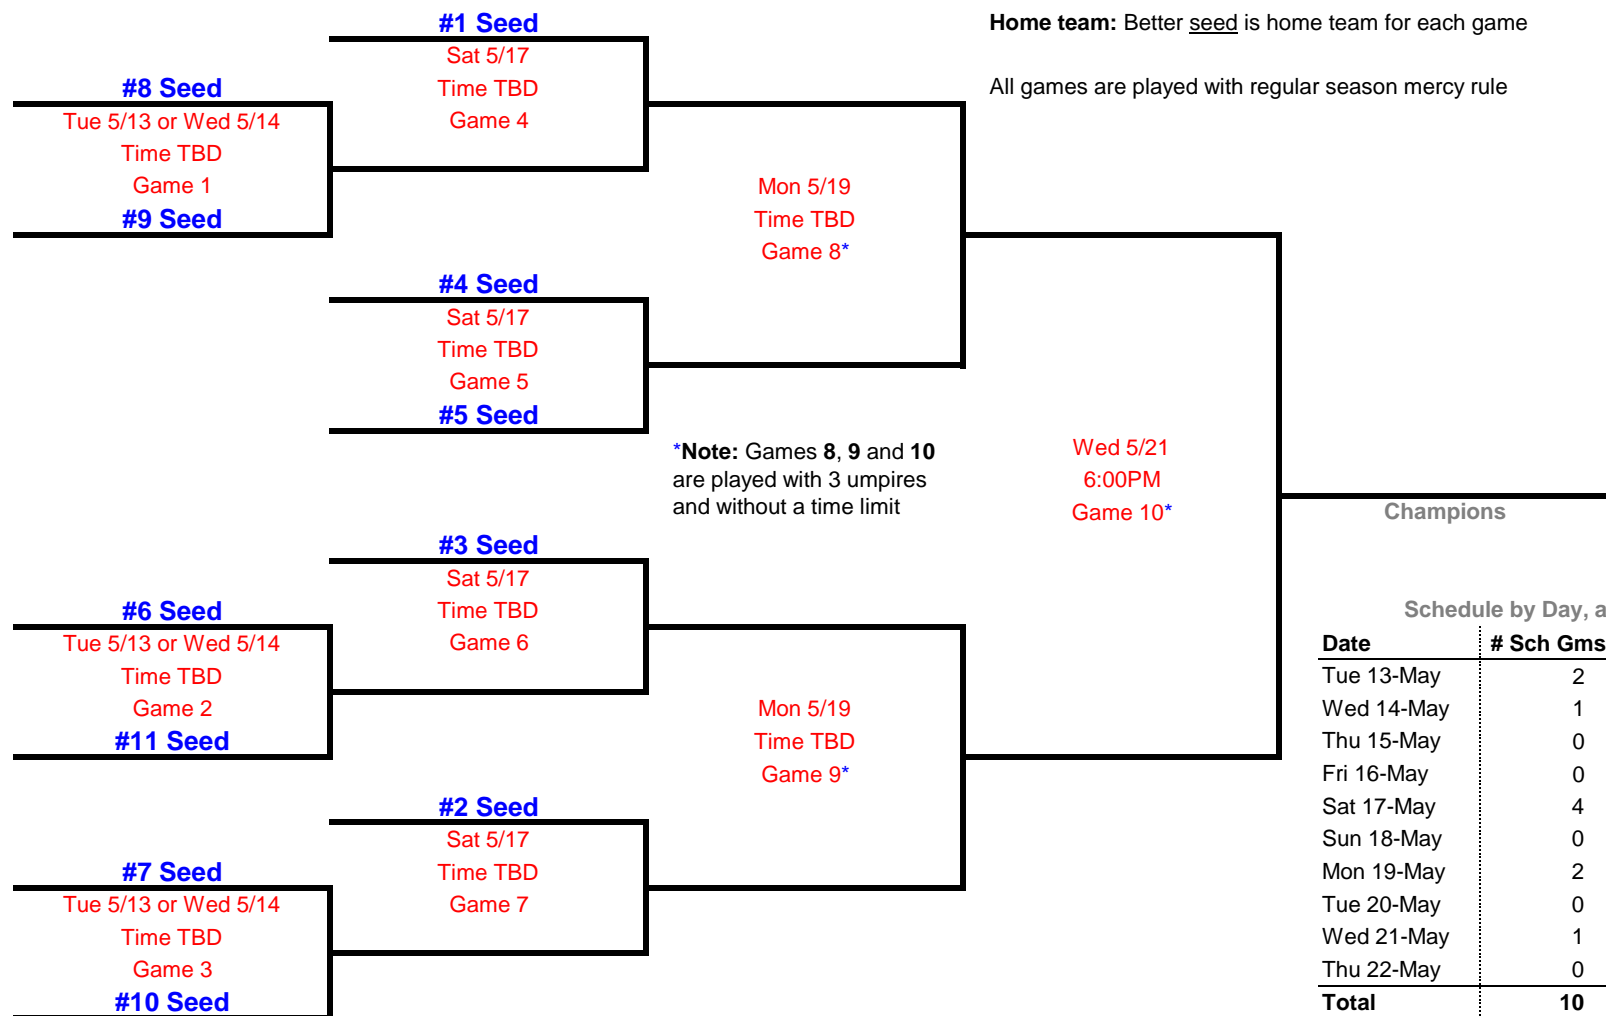 #1 Seed
Sat 5/17
Time TBD
Game 4
Home team: Better seed is home team for each game
All games are played with regular season mercy rule
#8 Seed
Tue 5/13 or Wed 5/14
Time TBD
Game 1
#9 Seed
Mon 5/19
Time TBD
Game 8*
#4 Seed
Sat 5/17
Time TBD
Game 5
#5 Seed
*Note: Games 8, 9 and 10
are played with 3 umpires
and without a time limit
Wed 5/21
6:00PM
Game 10*
Champions
#3 Seed
Sat 5/17
Time TBD
Game 6
#6 Seed
Tue 5/13 or Wed 5/14
Time TBD
Game 2
#11 Seed
Mon 5/19
Time TBD
Game 9*
#2 Seed
Sat 5/17
Time TBD
Game 7
#7 Seed
Tue 5/13 or Wed 5/14
Time TBD
Game 3
#10 Seed
Schedule by Day, a
Date # Sch Gms
Tue 13-May 2
Wed 14-May 1
Thu 15-May 0
Fri 16-May 0
Sat 17-May 4
Sun 18-May 0
Mon 19-May 2
Tue 20-May 0
Wed 21-May 1
Thu 22-May 0
Total 10